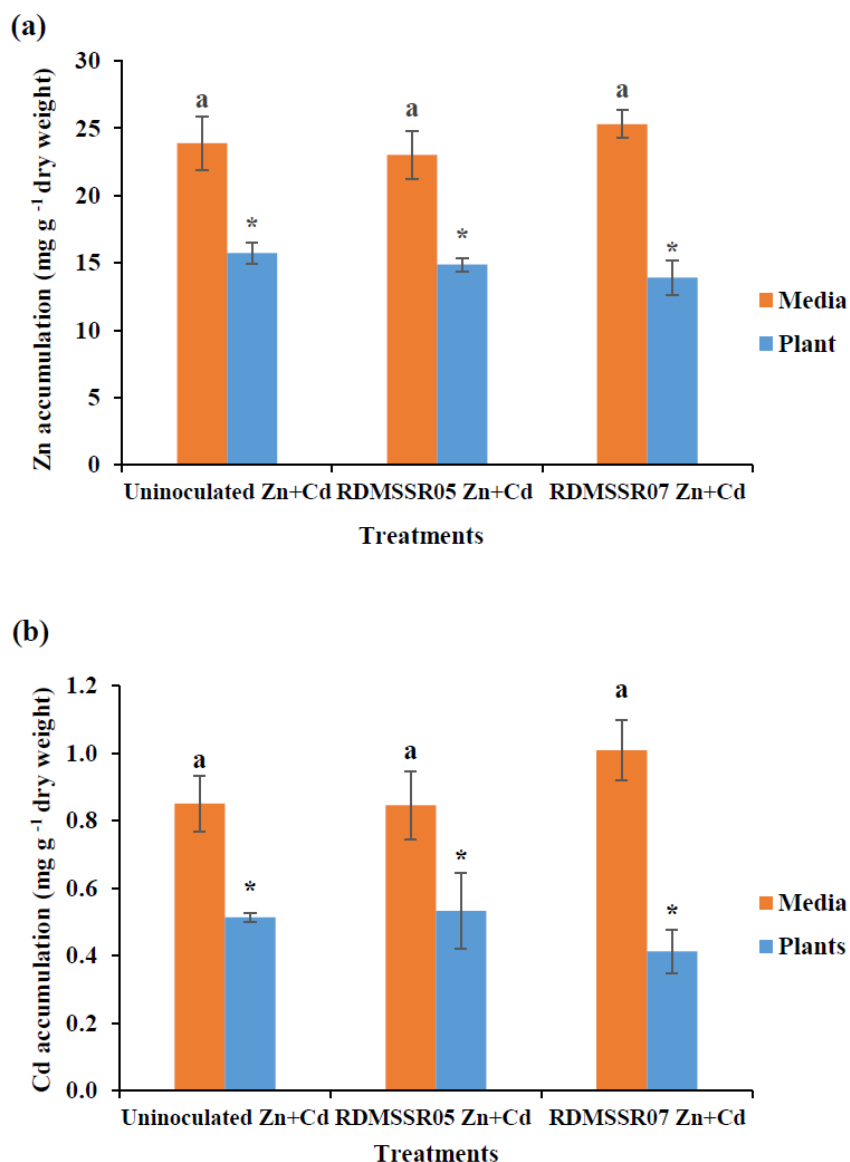 (a)
Zn accumulation (mg g -1 dry weight)
30
25
20
15
10
5
0
a
*
a
*
a
*
Media
Plant
Uninoculated Zn+Cd RDMSSR05 Zn+Cd RDMSSR07 Zn+Cd
Treatments
(b)
Cd accumulation (mg g -1 dry weight)
1.2
1.0
0.8
0.6
0.4
0.2
0.0
a
*
a
*
a
*
Media
Plants
Uninoculated Zn+Cd RDMSSR05 Zn+Cd RDMSSR07 Zn+Cd
Treatments